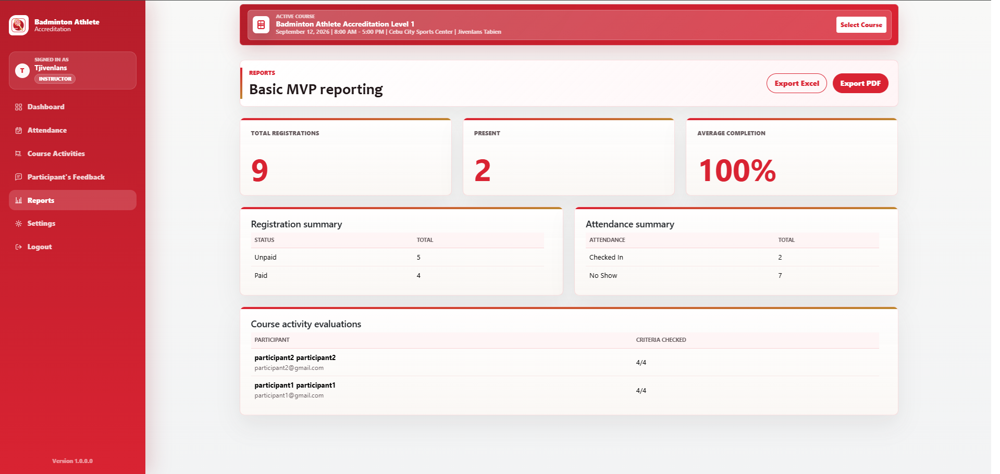 Badminton Athlete
Accreditation
SIGNED IN AS
T
Tjivenlans
INSTRUCTOR
Dashboard
Attendance
Course Activities
Participant's Feedback
Reports
Settings
Logout
Version 1.0.0.0
ACTIVE COURSE
Badminton Athlete Accreditation Level 1
September 12, 2026 | 8:00 AM - 5:00 PM | Cebu City Sports Center | Jivenlans Tabien
Select Course
REPORTS
Basic MVP reporting
Export Excel
Export PDF
TOTAL REGISTRATIONS
9
PRESENT
2
AVERAGE COMPLETION
100%
Registration summary
STATUS TOTAL
Unpaid 5
Paid 4
Attendance summary
ATTENDANCE TOTAL
Checked In 2
No Show 7
Course activity evaluations
PARTICIPANT CRITERIA CHECKED
participant2 participant2
participant2@gmail.com
4/4
participant1 participant1
participant1@gmail.com
4/4